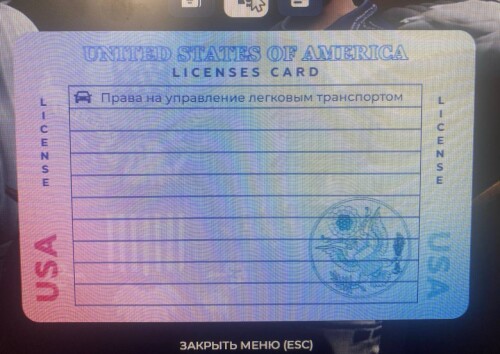 UNITED STATES OF AMERICA
LICENSES CARD
Права на управление легковым транспортом
LICENSE
LICENSE
USA
USA
ЗАКРЫТЬ МЕНЮ (ESC)